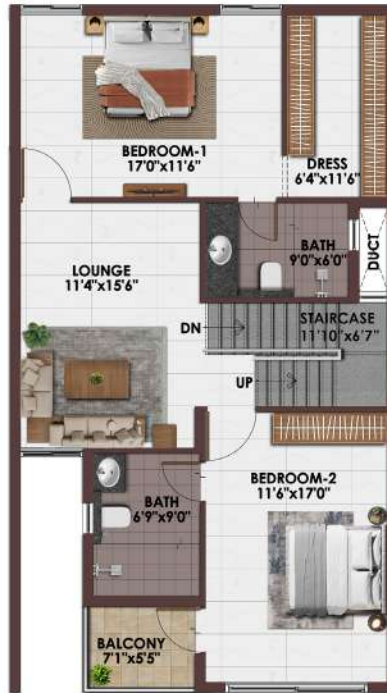 BEDROOM-1
17'0"x11'6"
DRESS
6'4"x11'6"
BATH
9'0"x6'0"
DUCT
LOUNGE
11'4"x15'6"
DN
STAIRCASE
11'10"x6'7"
UP
BEDROOM-2
11'6"x17'0"
BATH
6'9"x9'0"
BALCONY
7'1"x5'5"